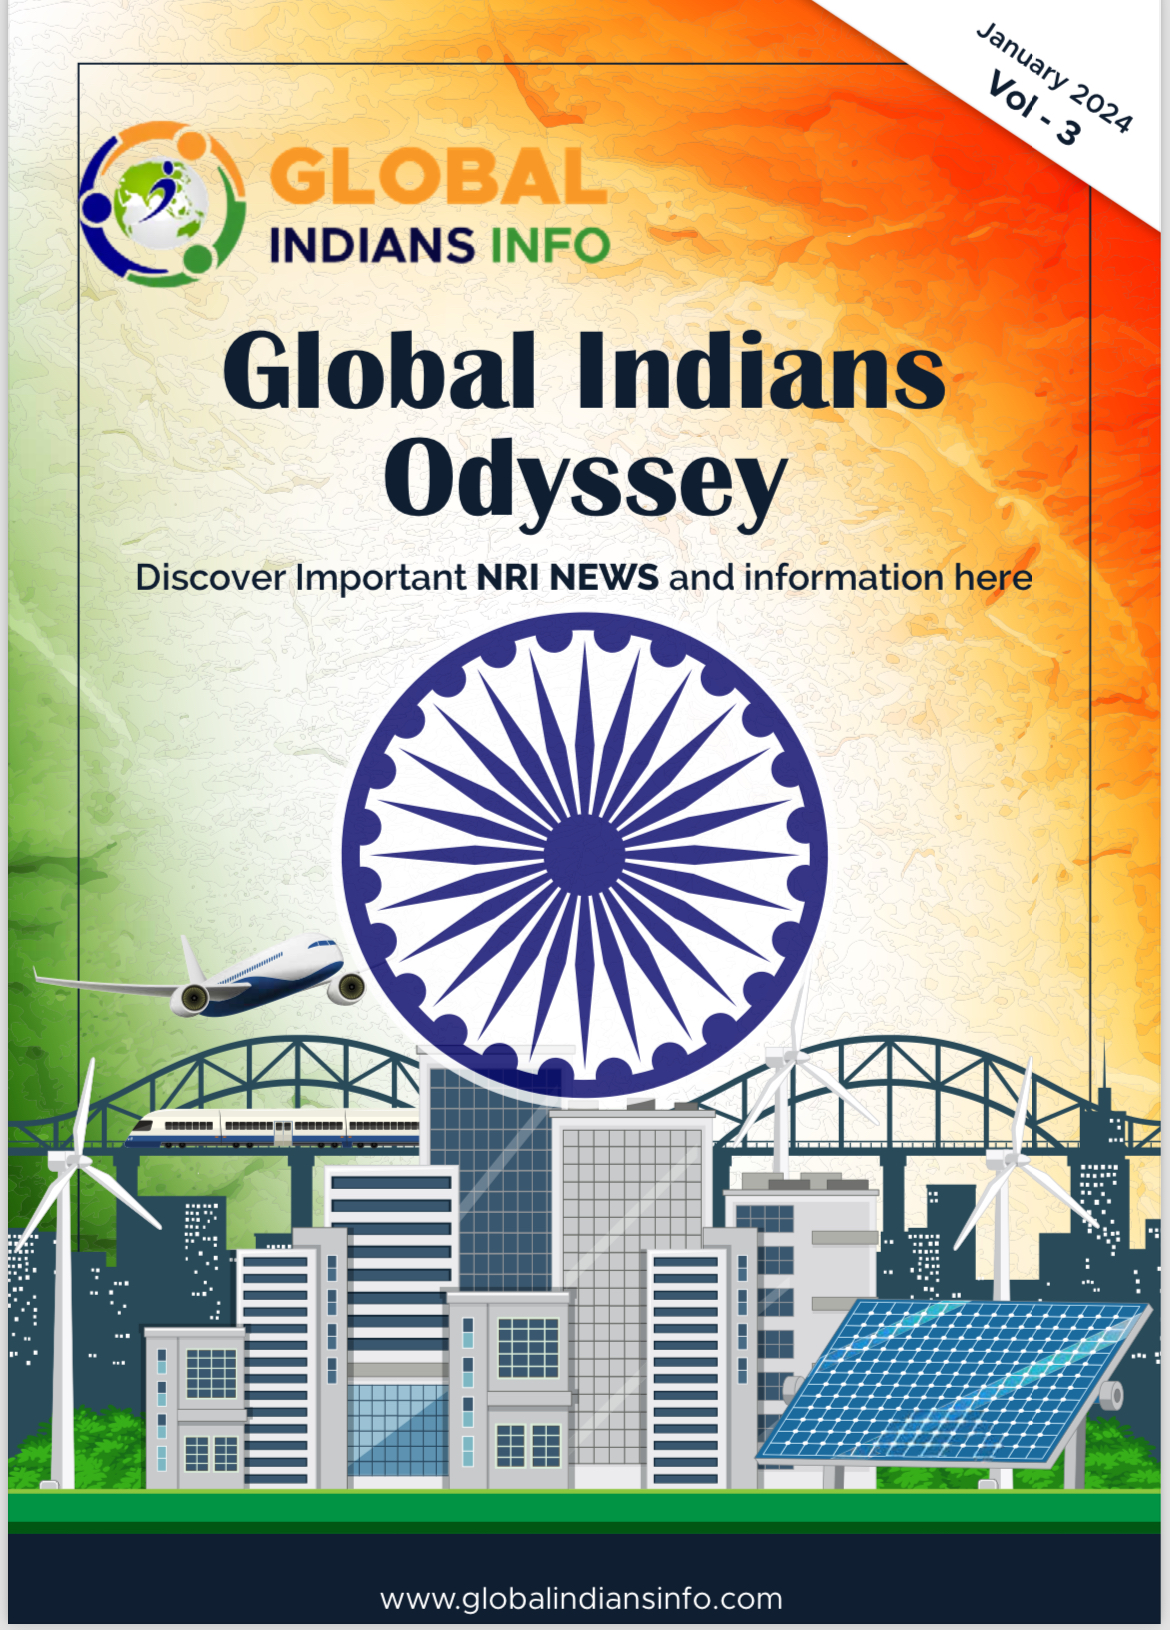 January 2024
Vol - 3
GLOBAL
INDIANS INFO
Global Indians
Odyssey
Discover Important NRI NEWS and information here
www.globalindiansinfo.com